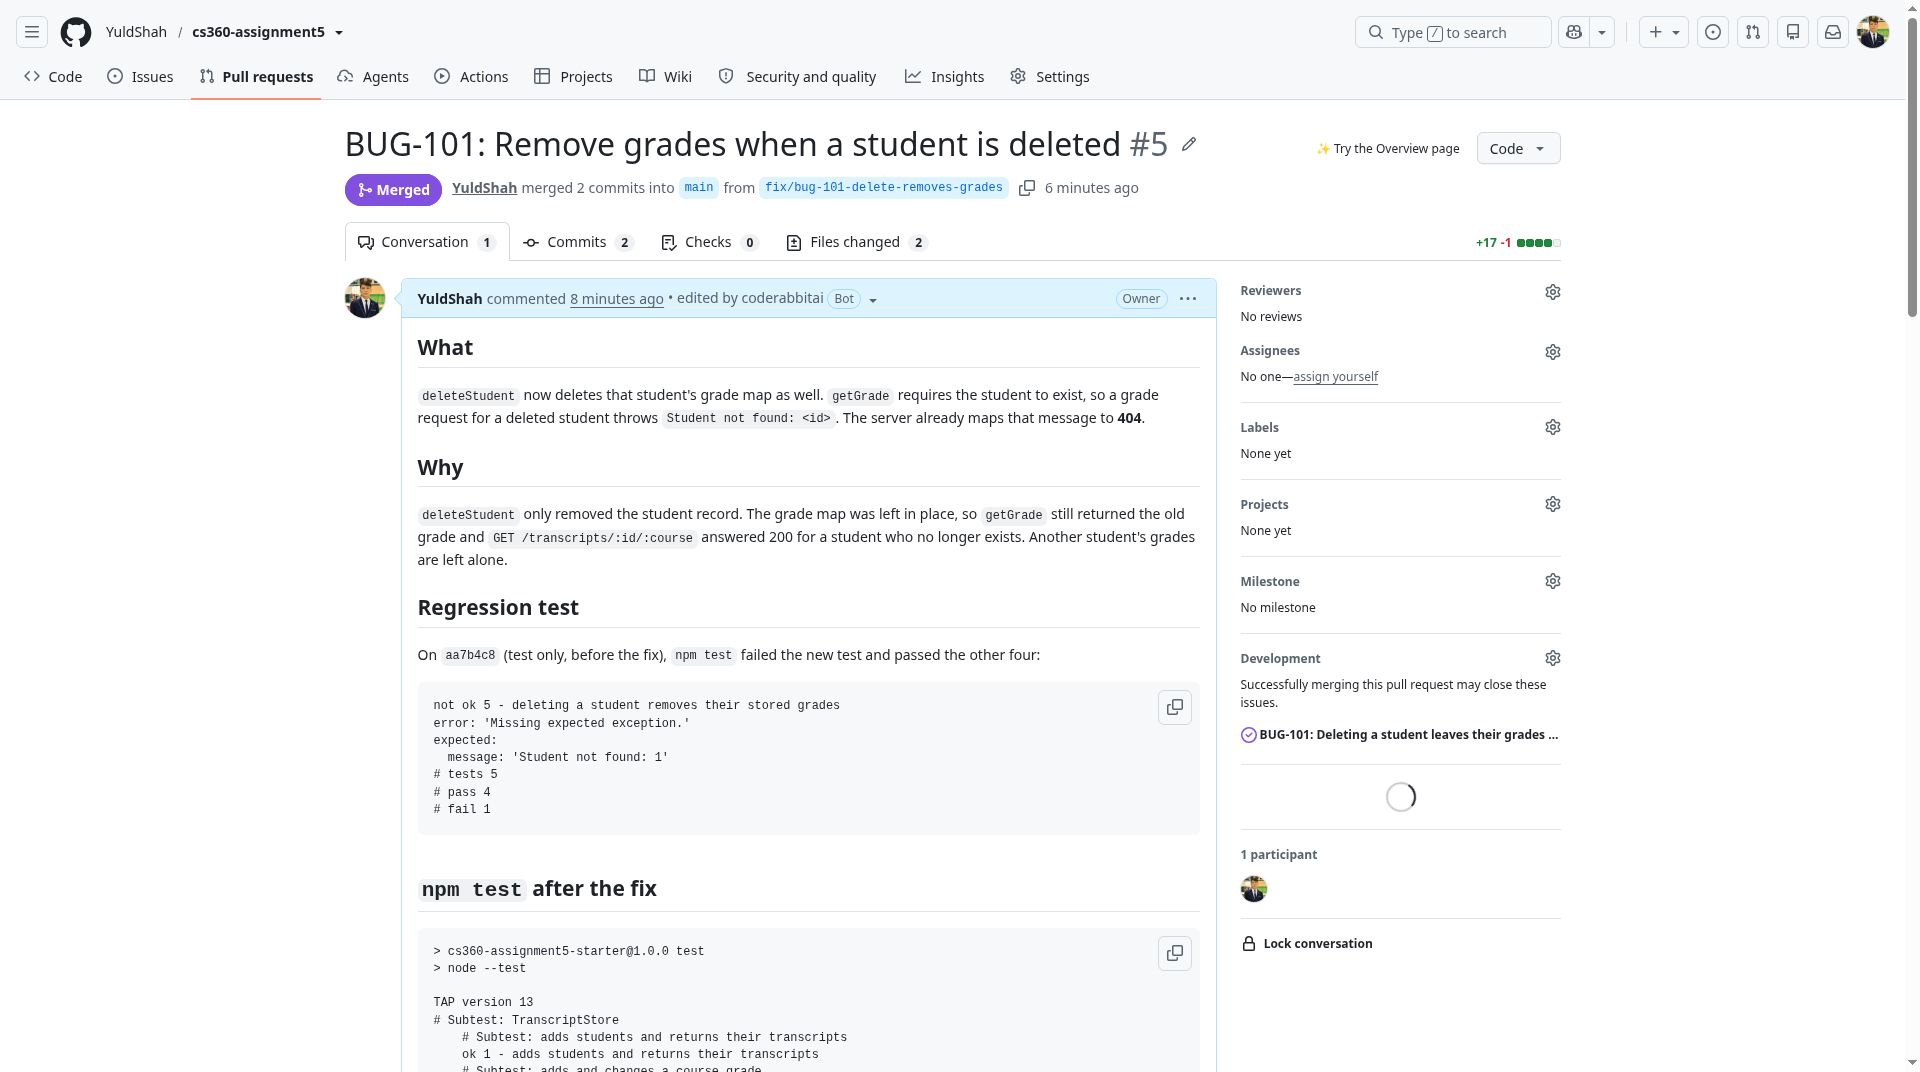 YuldShah / cs360-assignment5
Type / to search
Code
Issues
Pull requests
Agents
Actions
Projects
Wiki
Security and quality
Insights
Settings
BUG-101: Remove grades when a student is deleted #5
✨ Try the Overview page
Code
Merged
YuldShah merged 2 commits into main from fix/bug-101-delete-removes-grades 6 minutes ago
Conversation 1
Commits 2
Checks 0
Files changed 2
+17 -1
YuldShah commented 8 minutes ago • edited by coderabbitai Bot
Owner
What
deleteStudent now deletes that student's grade map as well. getGrade requires the student to exist, so a grade
request for a deleted student throws Student not found: <id>. The server already maps that message to 404.
Why
deleteStudent only removed the student record. The grade map was left in place, so getGrade still returned the old
grade and GET /transcripts/:id/:course answered 200 for a student who no longer exists. Another student's grades
are left alone.
Regression test
On aa7b4c8 (test only, before the fix), npm test failed the new test and passed the other four:
not ok 5 - deleting a student removes their stored grades
error: 'Missing expected exception.'
expected:
message: 'Student not found: 1'
# tests 5
# pass 4
# fail 1
npm test after the fix
> cs360-assignment5-starter@1.0.0 test
> node --test
TAP version 13
# Subtest: TranscriptStore
# Subtest: adds students and returns their transcripts
ok 1 - adds students and returns their transcripts
# Subtest: adds and changes a course grade
Reviewers
No reviews
Assignees
No one—assign yourself
Labels
None yet
Projects
None yet
Milestone
No milestone
Development
Successfully merging this pull request may close these
issues.
BUG-101: Deleting a student leaves their grades ...
1 participant
Lock conversation